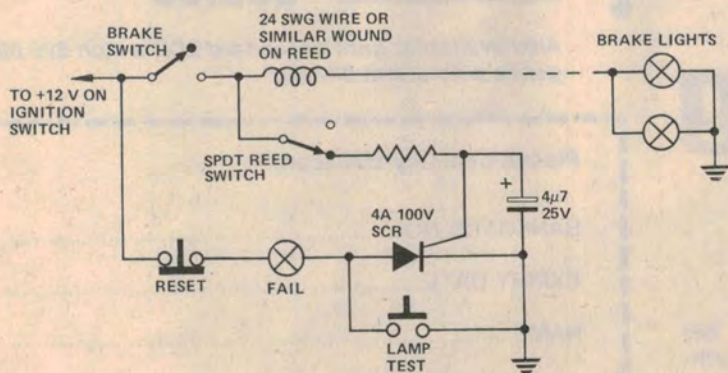 24 SWG WIRE OR
SIMILAR WOUND
ON REED
BRAKE
SWITCH
BRAKE LIGHTS
TO +12 V ON
IGNITION
SWITCH
SPDT REED
SWITCH
+
4µ7
25V
4A 100V
SCR
RESET
FAIL
LAMP
TEST